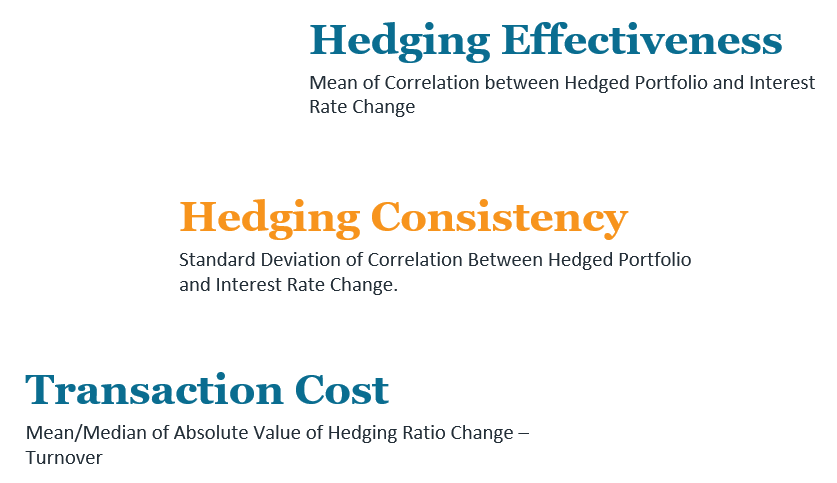 Hedging Effectiveness
Mean of Correlation between Hedged Portfolio and Interest
Rate Change
Hedging Consistency
Standard Deviation of Correlation Between Hedged Portfolio
and Interest Rate Change.
Transaction Cost
Mean/Median of Absolute Value of Hedging Ratio Change –
Turnover